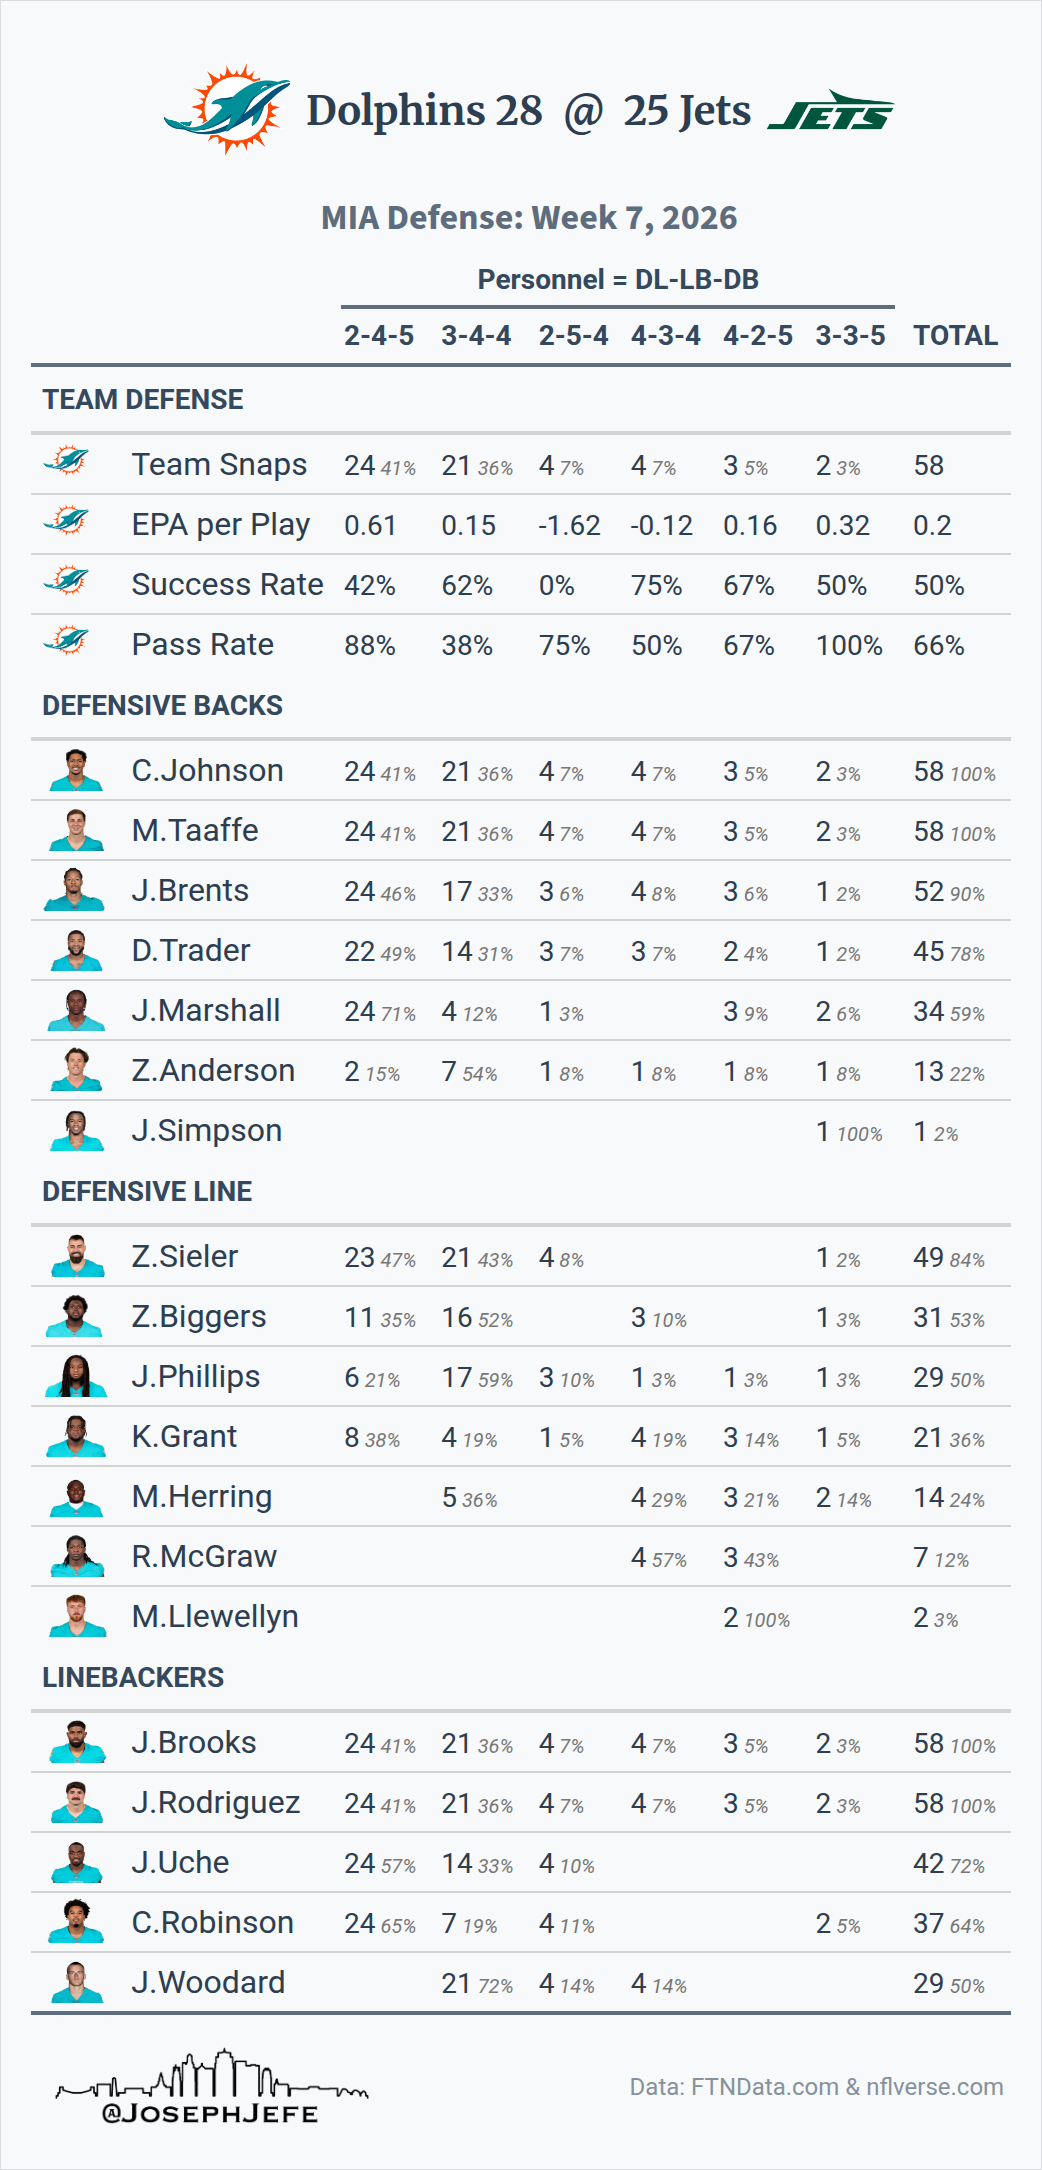 Dolphins 28 @ 25 Jets JETS
MIA Defense: Week 7, 2026
Personnel = DL-LB-DB
2-4-5 3-4-4 2-5-4 4-3-4 4-2-5 3-3-5 TOTAL
TEAM DEFENSE
Team Snaps 24 41% 21 36% 4 7% 4 7% 3 5% 2 3% 58
EPA per Play 0.61 0.15 -1.62 -0.12 0.16 0.32 0.2
Success Rate 42% 62% 0% 75% 67% 50% 50%
Pass Rate 88% 38% 75% 50% 67% 100% 66%
DEFENSIVE BACKS
C.Johnson 24 41% 21 36% 4 7% 4 7% 3 5% 2 3% 58 100%
M.Taaffe 24 41% 21 36% 4 7% 4 7% 3 5% 2 3% 58 100%
J.Brents 24 46% 17 33% 3 6% 4 8% 3 6% 1 2% 52 90%
D.Trader 22 49% 14 31% 3 7% 3 7% 2 4% 1 2% 45 78%
J.Marshall 24 71% 4 12% 1 3% 3 9% 2 6% 34 59%
Z.Anderson 2 15% 7 54% 1 8% 1 8% 1 8% 1 8% 13 22%
J.Simpson 1 100% 1 2%
DEFENSIVE LINE
Z.Sieler 23 47% 21 43% 4 8% 1 2% 49 84%
Z.Biggers 11 35% 16 52% 3 10% 1 3% 31 53%
J.Phillips 6 21% 17 59% 3 10% 1 3% 1 3% 1 3% 29 50%
K.Grant 8 38% 4 19% 1 5% 4 19% 3 14% 1 5% 21 36%
M.Herring 5 36% 4 29% 3 21% 2 14% 14 24%
R.McGraw 4 57% 3 43% 7 12%
M.Llewellyn 2 100% 2 3%
LINEBACKERS
J.Brooks 24 41% 21 36% 4 7% 4 7% 3 5% 2 3% 58 100%
J.Rodriguez 24 41% 21 36% 4 7% 4 7% 3 5% 2 3% 58 100%
J.Uche 24 57% 14 33% 4 10% 42 72%
C.Robinson 24 65% 7 19% 4 11% 2 5% 37 64%
J.Woodard 21 72% 4 14% 4 14% 29 50%
@JOSEPHJEFE
Data: FTNData.com & nflverse.com